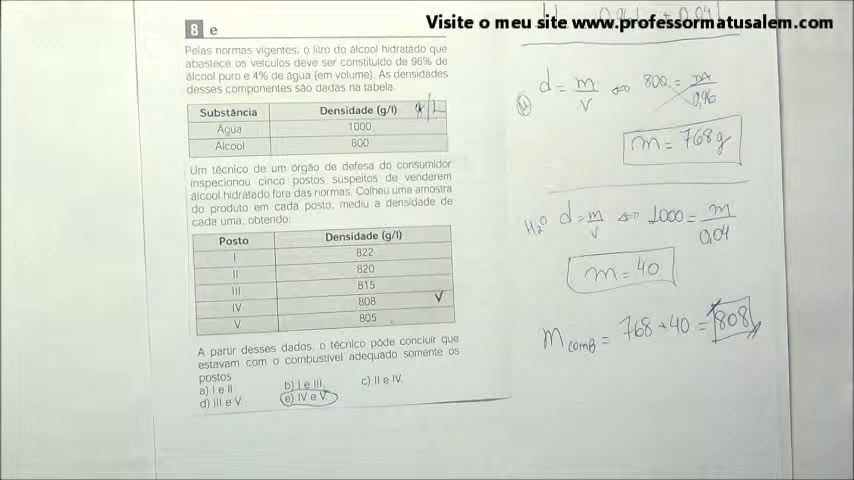 Visite o meu site www.professormatusalem.com
8 e
Pelas normas vigentes, o litro do álcool hidratado que
abastece os veículos deve ser constituído de 96% de
álcool puro e 4% de água (em volume). As densidades
desses componentes são dadas na tabela.
Substância Densidade (g/l) g/L
Água 1000
Álcool 800
Um técnico de um órgão de defesa do consumidor
inspecionou cinco postos suspeitos de venderem
álcool hidratado fora das normas. Colheu uma amostra
do produto em cada posto, mediu a densidade de
cada uma, obtendo:
Posto Densidade (g/l)
I 822
II 820
III 815
IV 808 V
V 805
A partir desses dados, o técnico pôde concluir que
estavam com o combustível adequado somente os
postos
a) I e II b) I e III. c) II e IV.
d) III e V. e) IV e V.
d = m/v ⇔ 800 = m/0,96
m = 768g
H2O d = m/v ⇔ 1000 = m/0,04
m = 40
m comb = 768 + 40 = 808